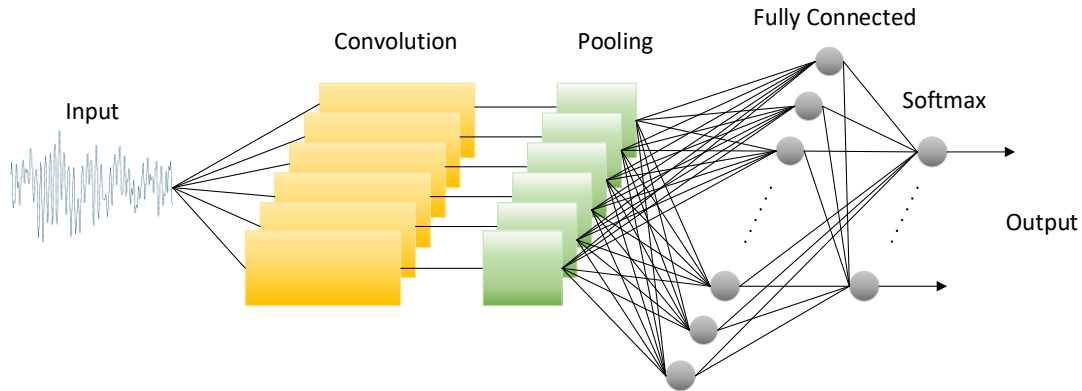 Fully Connected
Convolution
Pooling
Input
Softmax
Output